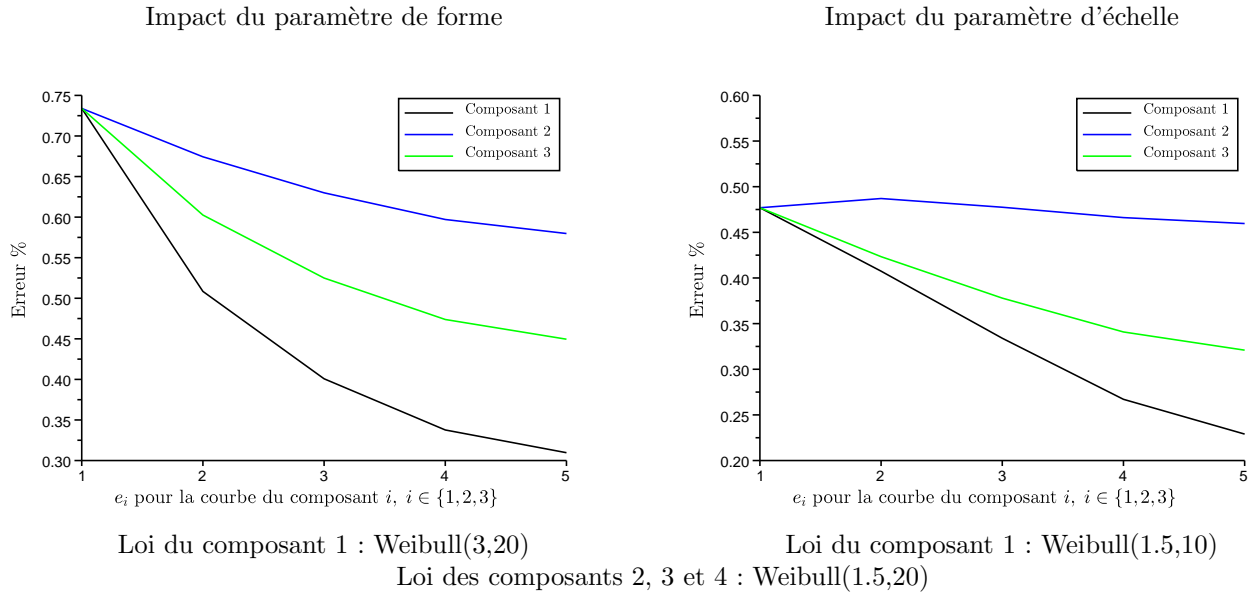 Impact du paramètre de forme
Impact du paramètre d'échelle
0.75
0.70
0.65
0.60
0.55
0.50
0.45
0.40
0.35
0.30
Erreur %
Composant 1
Composant 2
Composant 3
1 2 3 4 5
e_i pour la courbe du composant i, i ∈ {1,2,3}
0.60
0.55
0.50
0.45
0.40
0.35
0.30
0.25
0.20
Erreur %
Composant 1
Composant 2
Composant 3
1 2 3 4 5
e_i pour la courbe du composant i, i ∈ {1,2,3}
Loi du composant 1 : Weibull(3,20)
Loi du composant 1 : Weibull(1.5,10)
Loi des composants 2, 3 et 4 : Weibull(1.5,20)